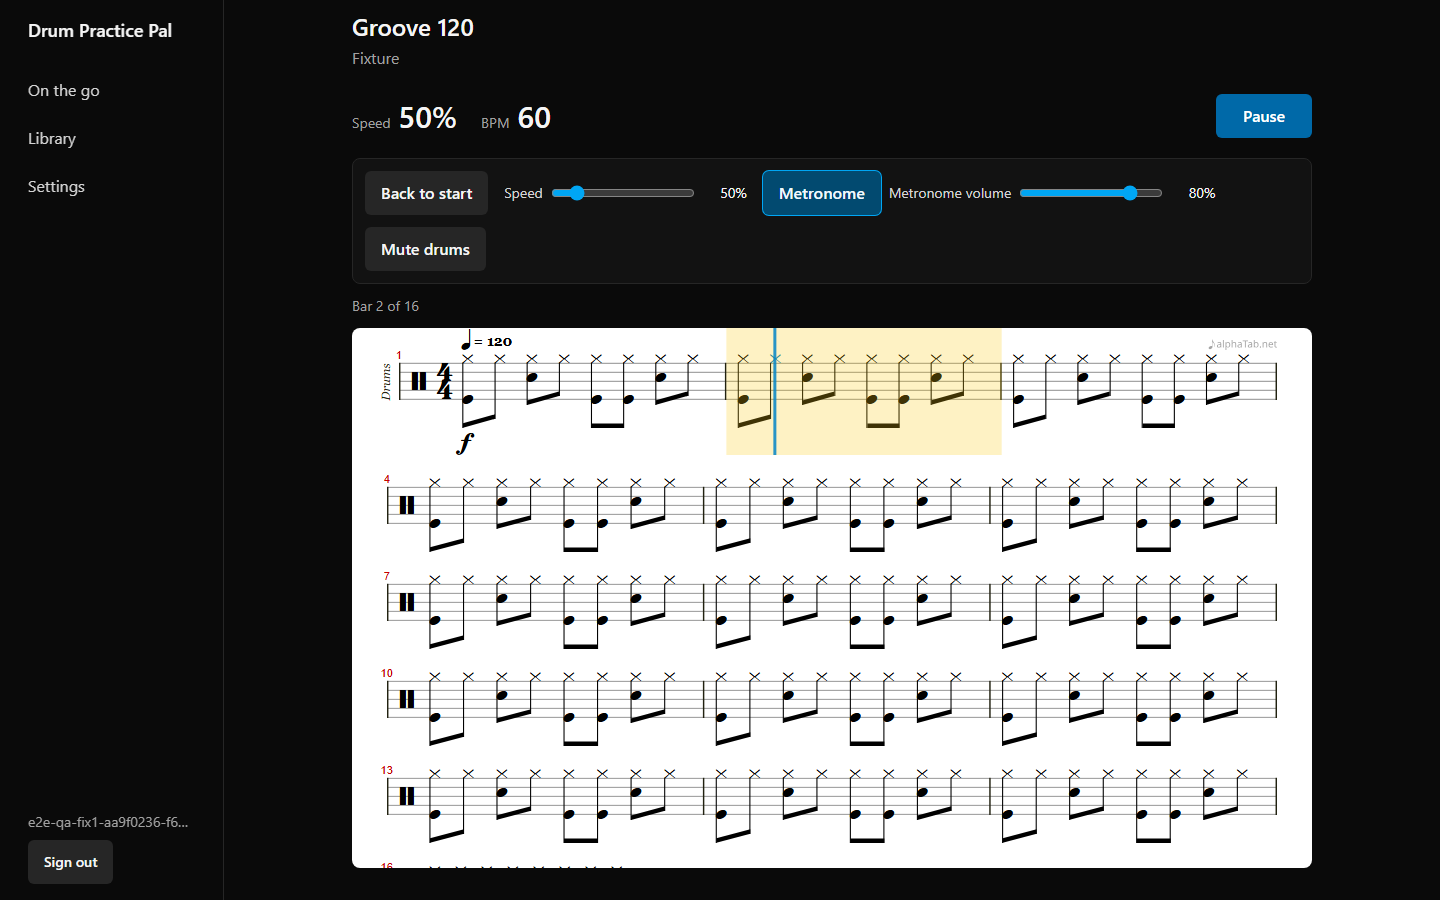 Drum Practice Pal
On the go
Library
Settings
e2e-qa-fix1-aa9f0236-f6...
Sign out
Groove 120
Fixture
Speed 50% BPM 60
Pause
Back to start Speed 50% Metronome Metronome volume 80%
Mute drums
Bar 2 of 16
= 120
alphaTab.net
1
Drums
4
4
f
4
7
10
13
16